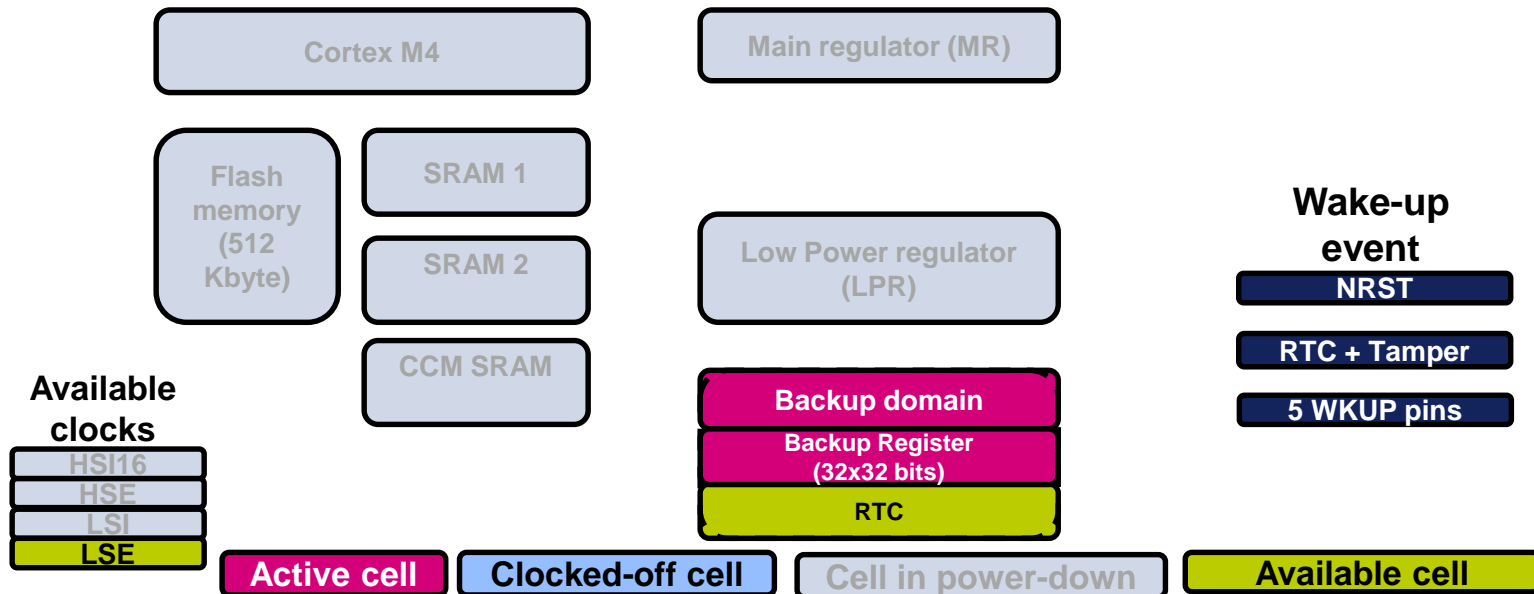 Cortex M4
Main regulator (MR)
Flash
memory
(512
Kbyte)
SRAM 1
SRAM 2
CCM SRAM
Low Power regulator
(LPR)
Backup domain
Backup Register
(32x32 bits)
RTC
Wake-up
event
NRST
RTC + Tamper
5 WKUP pins
Available
clocks
HSI16
HSE
LSI
LSE
Active cell
Clocked-off cell
Cell in power-down
Available cell